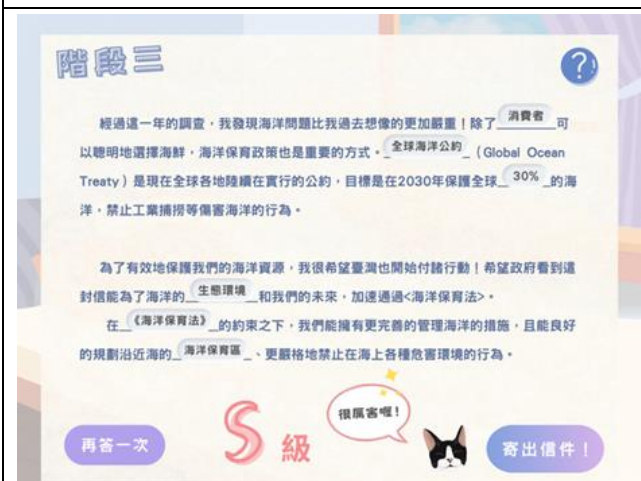 階段三
?
經過這一年的調查，我發現海洋問題比我過去想像的更加嚴重！除了_消費者_可
以聰明地選擇海鮮，海洋保育政策也是重要的方式。_全球海洋公約_（Global Ocean
Treaty）是現在全球各地陸續在實行的公約，目標是在2030年保護全球_30%_的海
洋，禁止工業捕撈等傷害海洋的行為。
為了有效地保護我們的海洋資源，我很希望臺灣也開始付諸行動！希望政府看到這
封信能為了海洋的_生態環境_和我們的未來，加速通過<海洋保育法>。
在_《海洋保育法》_的約束之下，我們能擁有更完善的管理海洋的措施，且能良好
的規劃沿近海的_海洋保育區_、更嚴格地禁止在海上各種危害環境的行為。
很厲害喔！
再答一次
S級
寄出信件！